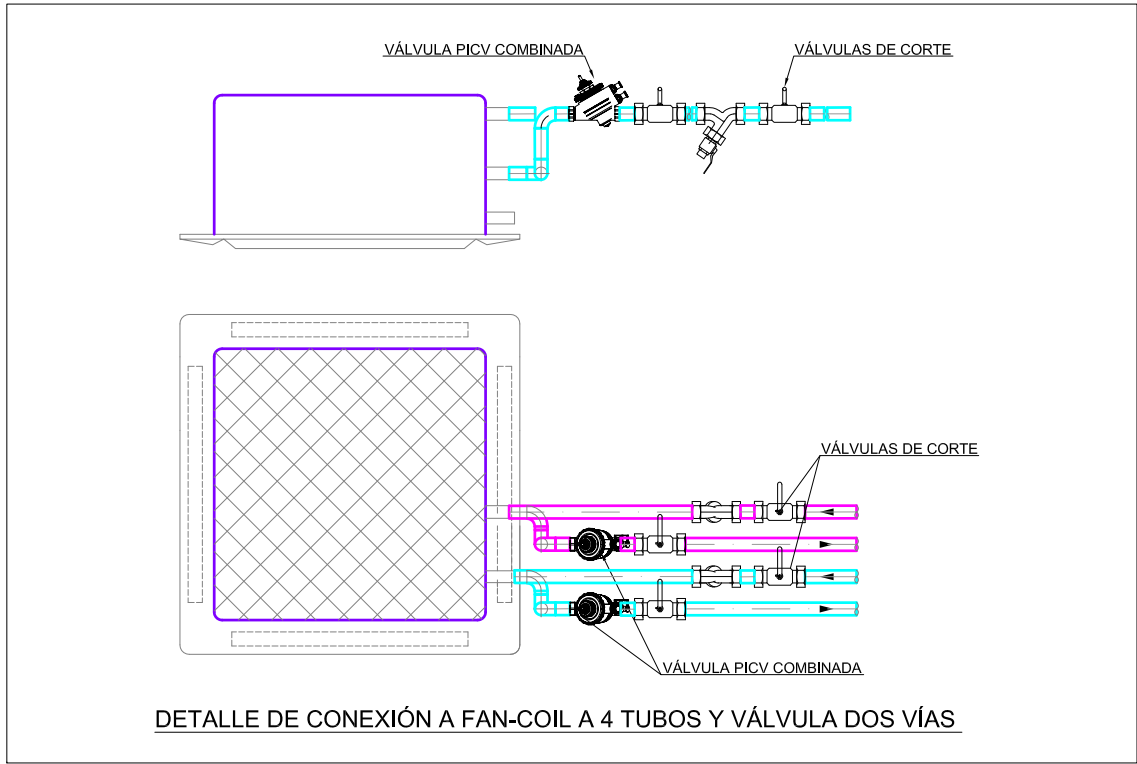 VÁLVULA PICV COMBINADA
VÁLVULAS DE CORTE
VÁLVULAS DE CORTE
VÁLVULA PICV COMBINADA
DETALLE DE CONEXIÓN A FAN-COIL A 4 TUBOS Y VÁLVULA DOS VÍAS